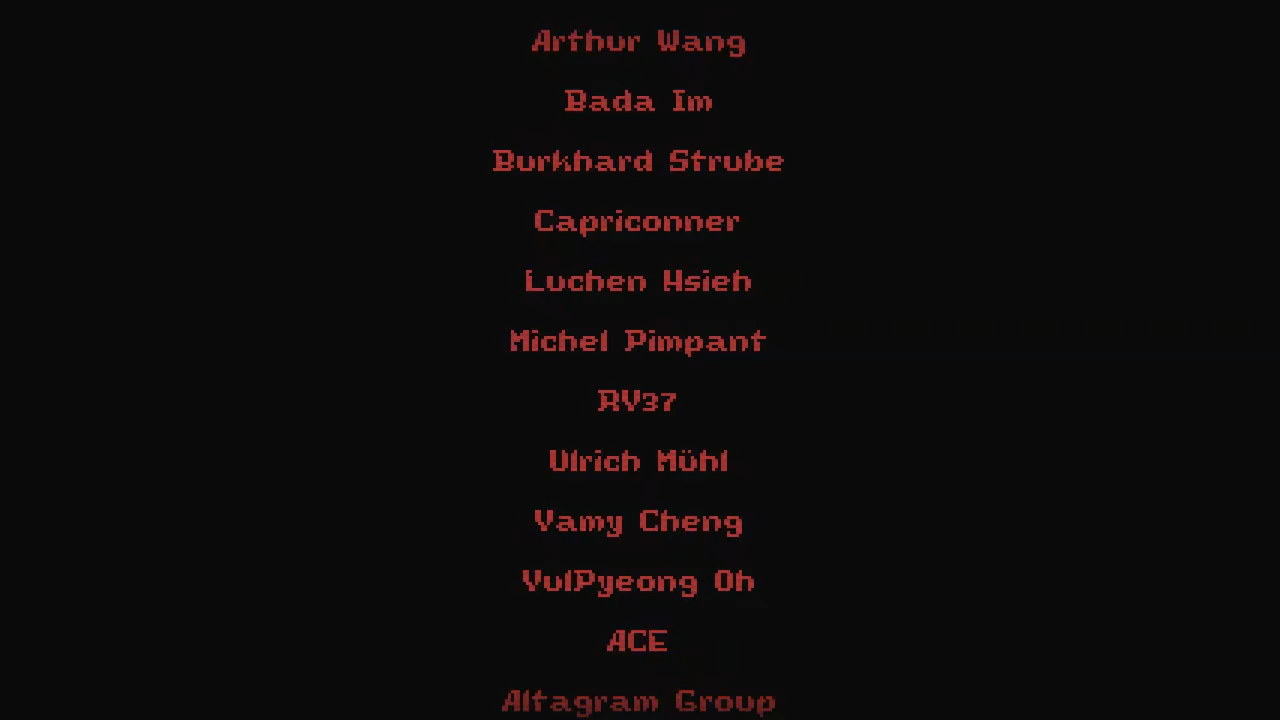 Arthur Wang
Bada Im
Burkhard Strube
Capriconner
Luchen Hsieh
Michel Pimpant
RV37
Ulrich Mühl
Vamy Cheng
YulPyeong Oh
ACE
Altagram Group